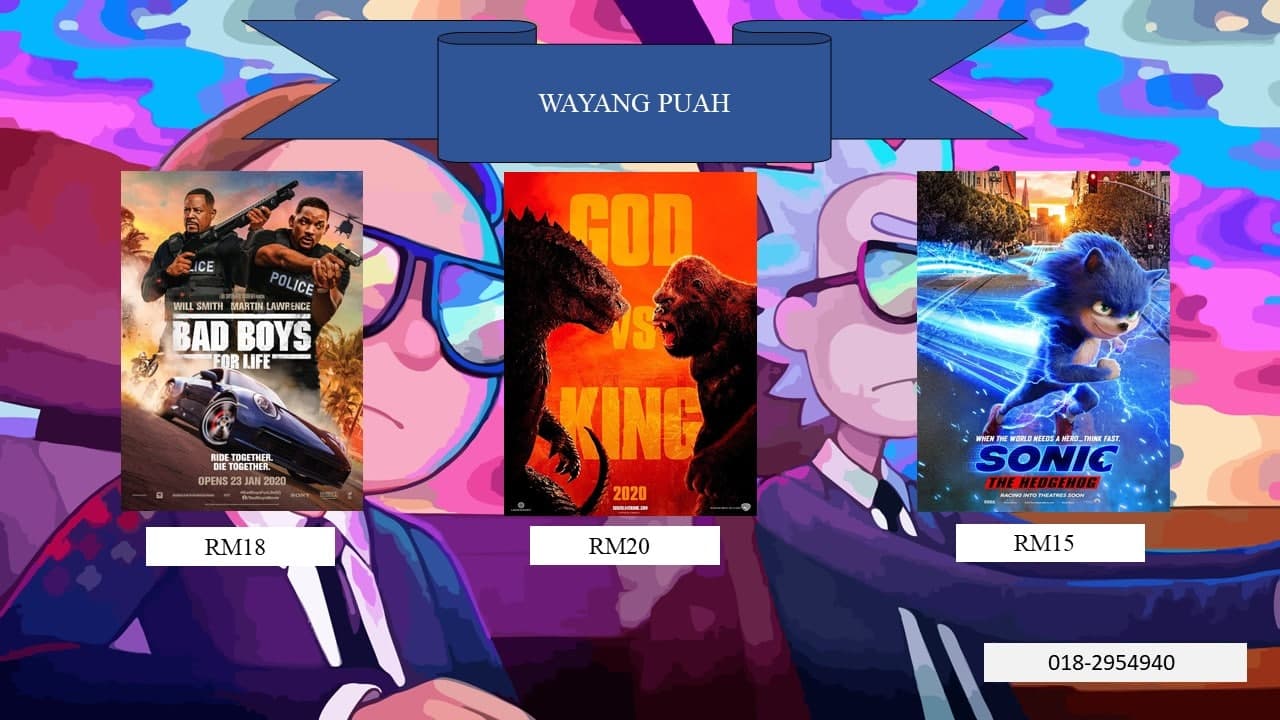 WAYANG PUAH
POLICE
POLICE
WILL SMITH MARTIN LAWRENCE
BAD BOYS
FOR LIFE
RIDE TOGETHER.
DIE TOGETHER.
OPENS 23 JAN 2020
SONY
GOD
VS
KING
2020
WHEN THE WORLD NEEDS A HERO... THINK FAST.
SONIC
THE HEDGEHOG
RACING INTO THEATRES SOON
RM18
RM20
RM15
018-2954940